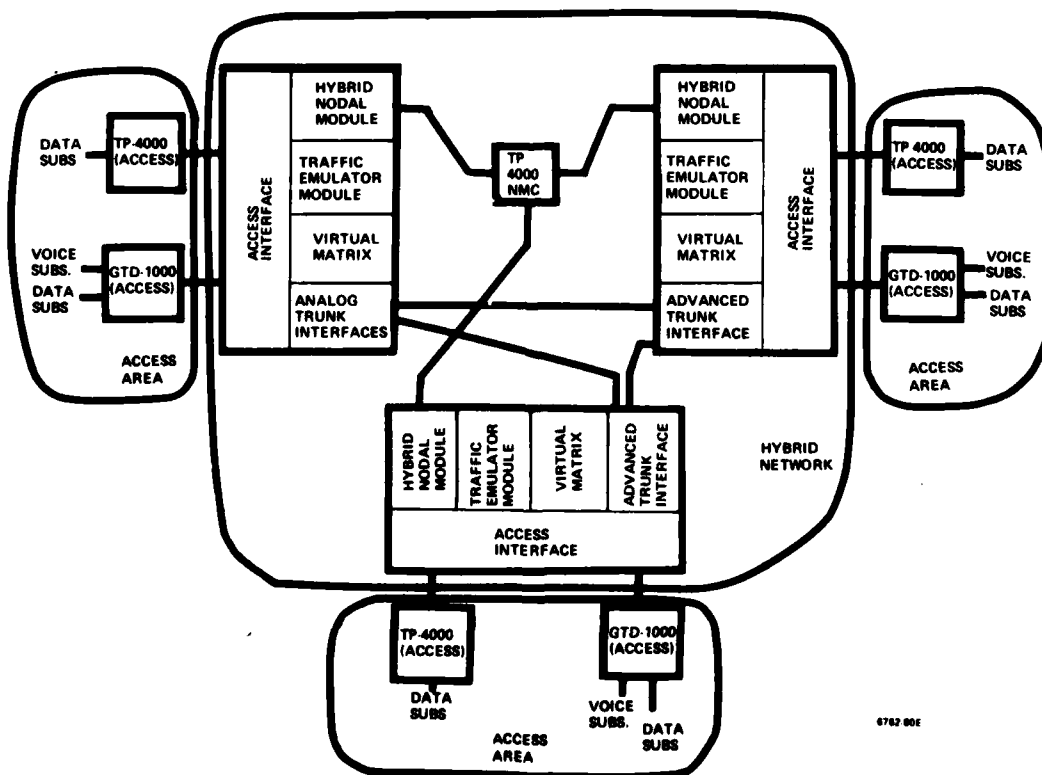 DATA
SUBS
TP-4000
(ACCESS)
VOICE
SUBS.
DATA
SUBS
GTD-1000
(ACCESS)
ACCESS
AREA
ACCESS
INTERFACE
HYBRID
NODAL
MODULE
TRAFFIC
EMULATOR
MODULE
VIRTUAL
MATRIX
ANALOG
TRUNK
INTERFACES
TP
4000
NMC
HYBRID
NODAL
MODULE
TRAFFIC
EMULATOR
MODULE
VIRTUAL
MATRIX
ADVANCED
TRUNK
INTERFACE
ACCESS
INTERFACE
TP 4000
(ACCESS)
DATA
SUBS
GTD-1000
(ACCESS)
VOICE
SUBS.
DATA
SUBS
ACCESS
AREA
HYBRID
NODAL
MODULE
TRAFFIC
EMULATOR
MODULE
VIRTUAL
MATRIX
ADVANCED
TRUNK
INTERFACE
ACCESS
INTERFACE
HYBRID
NETWORK
TP-4000
(ACCESS)
DATA
SUBS
GTD-1000
(ACCESS)
VOICE
SUBS.
DATA
SUBS
ACCESS
AREA
6762-80E